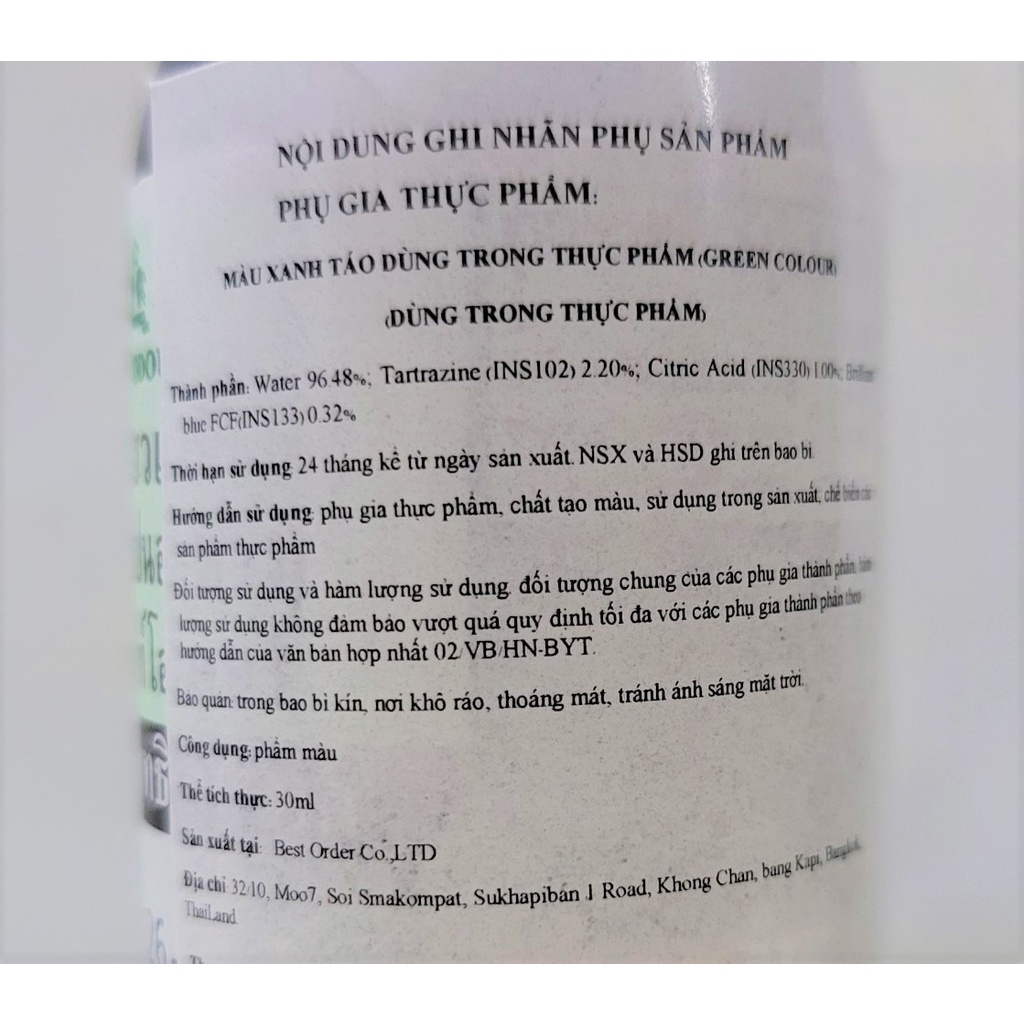 NỘI DUNG GHI NHÃN PHỤ SẢN PHẨM
PHỤ GIA THỰC PHẨM:
MÀU XANH TÁO DÙNG TRONG THỰC PHẨM (GREEN COLOUR)
(DÙNG TRONG THỰC PHẨM)
Thành phần: Water 96.48%; Tartrazine (INS102) 2.20%; Citric Acid (INS330) 1.00%; Brilliant
blue FCF(INS133) 0.32%
Thời hạn sử dụng: 24 tháng kể từ ngày sản xuất. NSX và HSD ghi trên bao bì.
Hướng dẫn sử dụng: phụ gia thực phẩm, chất tạo màu, sử dụng trong sản xuất, chế biến các
sản phẩm thực phẩm
Đối tượng sử dụng và hàm lượng sử dụng: đối tượng chung của các phụ gia thành phần, hàm
lượng sử dụng không đảm bảo vượt quá quy định tối đa với các phụ gia thành phần theo
hướng dẫn của văn bản hợp nhất 02/VB/HN-BYT.
Bảo quản: trong bao bì kín, nơi khô ráo, thoáng mát, tránh ánh sáng mặt trời.
Công dụng: phẩm màu
Thể tích thực: 30ml
Sản xuất tại: Best Order Co.,LTD
Địa chỉ: 32/10, Moo7, Soi Smakompat, Sukhapiban 1 Road, Khong Chan, bang Kapi, Bangkok,
ThaiLand.